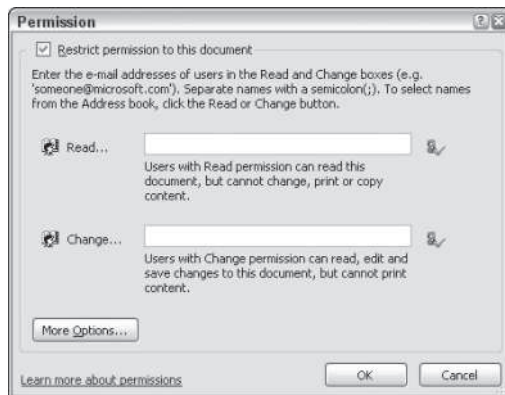 Permission
Restrict permission to this document
Enter the e-mail addresses of users in the Read and Change boxes (e.g.
'someone@microsoft.com'). Separate names with a semicolon(;). To select names
from the Address book, click the Read or Change button.
Read...
Users with Read permission can read this
document, but cannot change, print or copy
content.
Change...
Users with Change permission can read, edit and
save changes to this document, but cannot print
content.
More Options...
Learn more about permissions
OK
Cancel